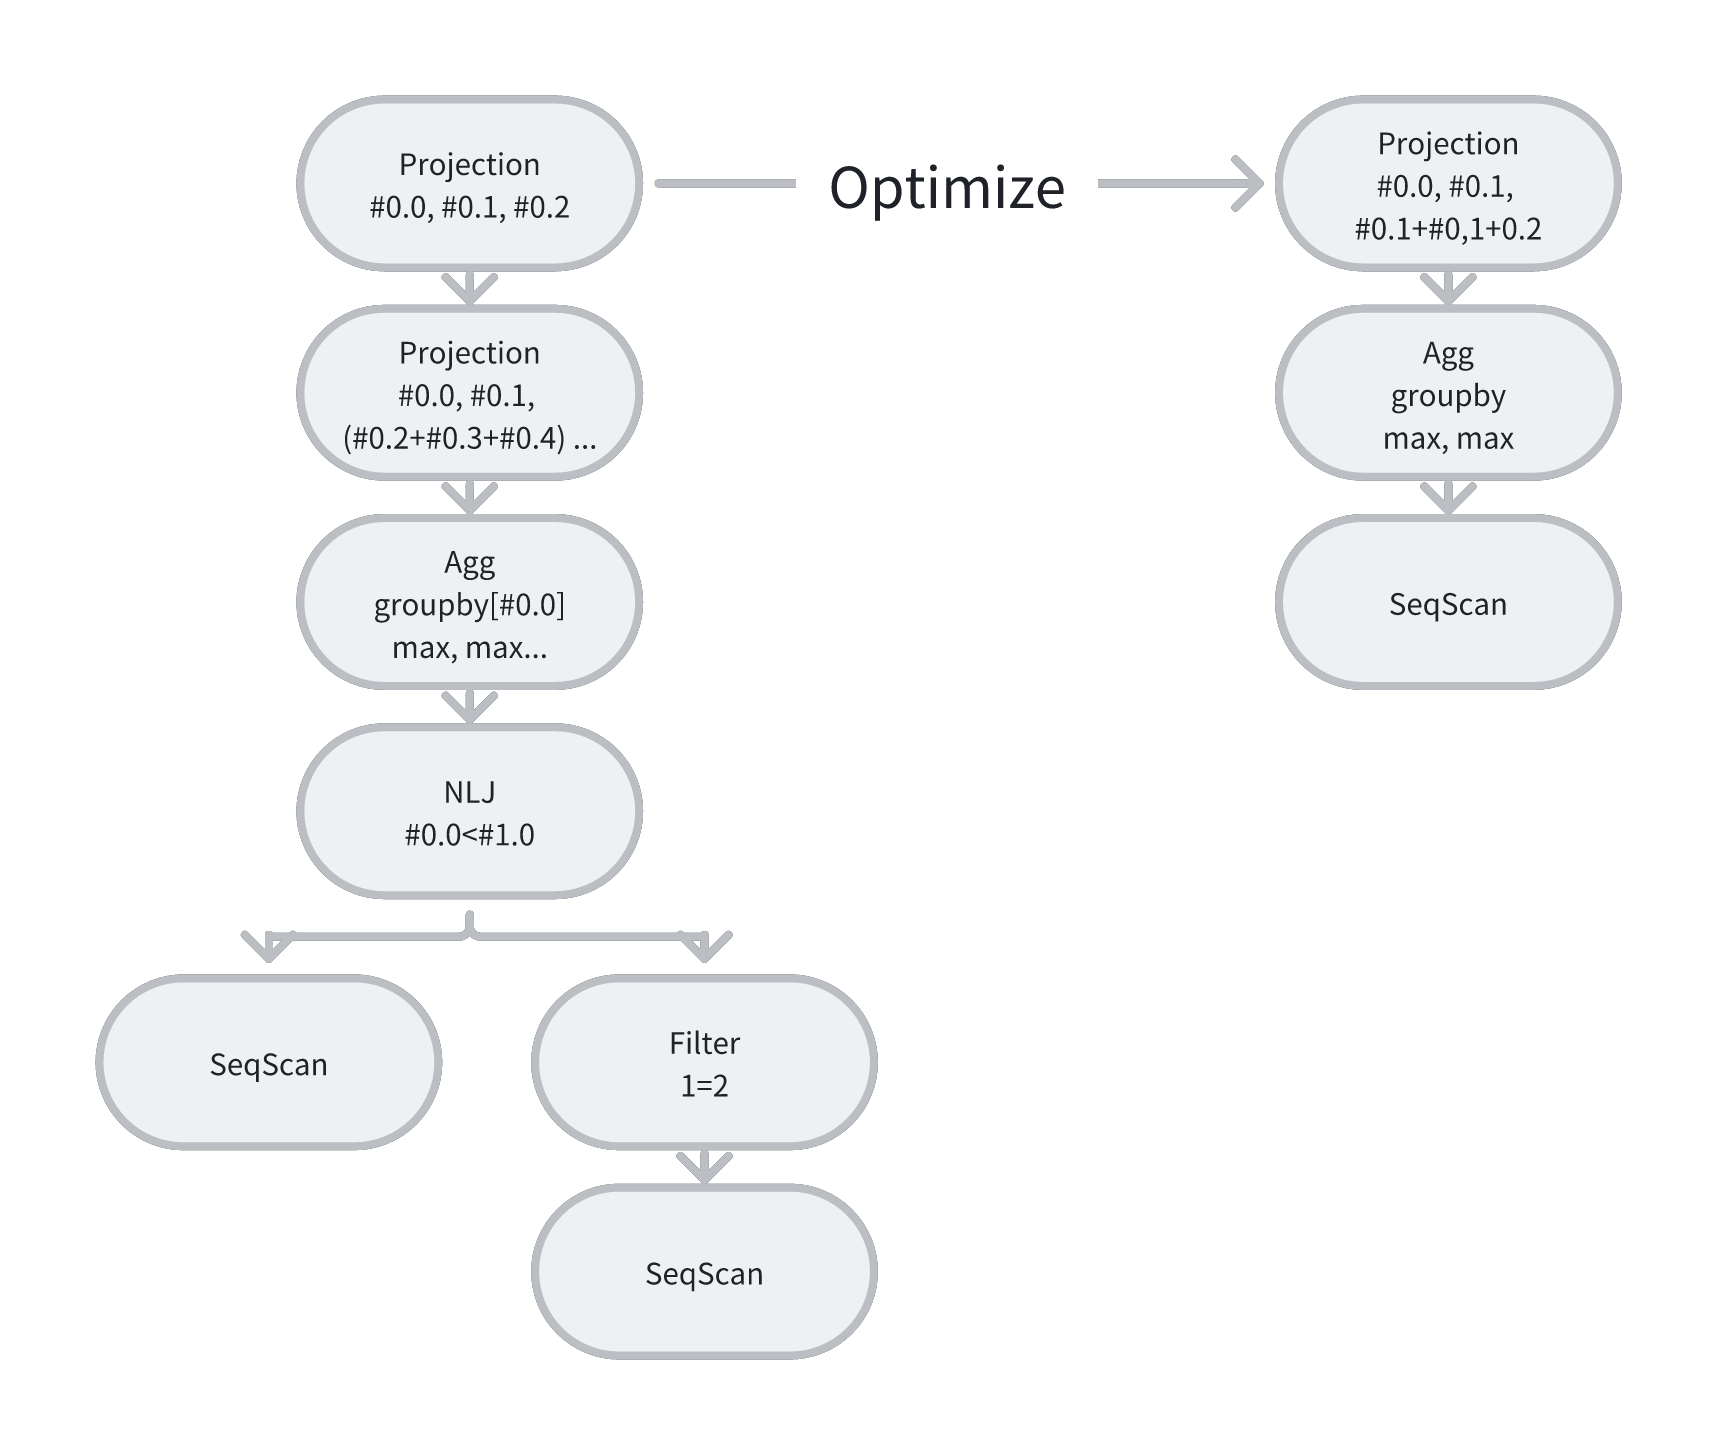 Projection
#0.0, #0.1, #0.2
Optimize
Projection
#0.0, #0.1,
#0.1+#0,1+0.2
Projection
#0.0, #0.1,
(#0.2+#0.3+#0.4) ...
Agg
groupby
max, max
Agg
groupby[#0.0]
max, max...
SeqScan
NLJ
#0.0<#1.0
SeqScan
Filter
1=2
SeqScan